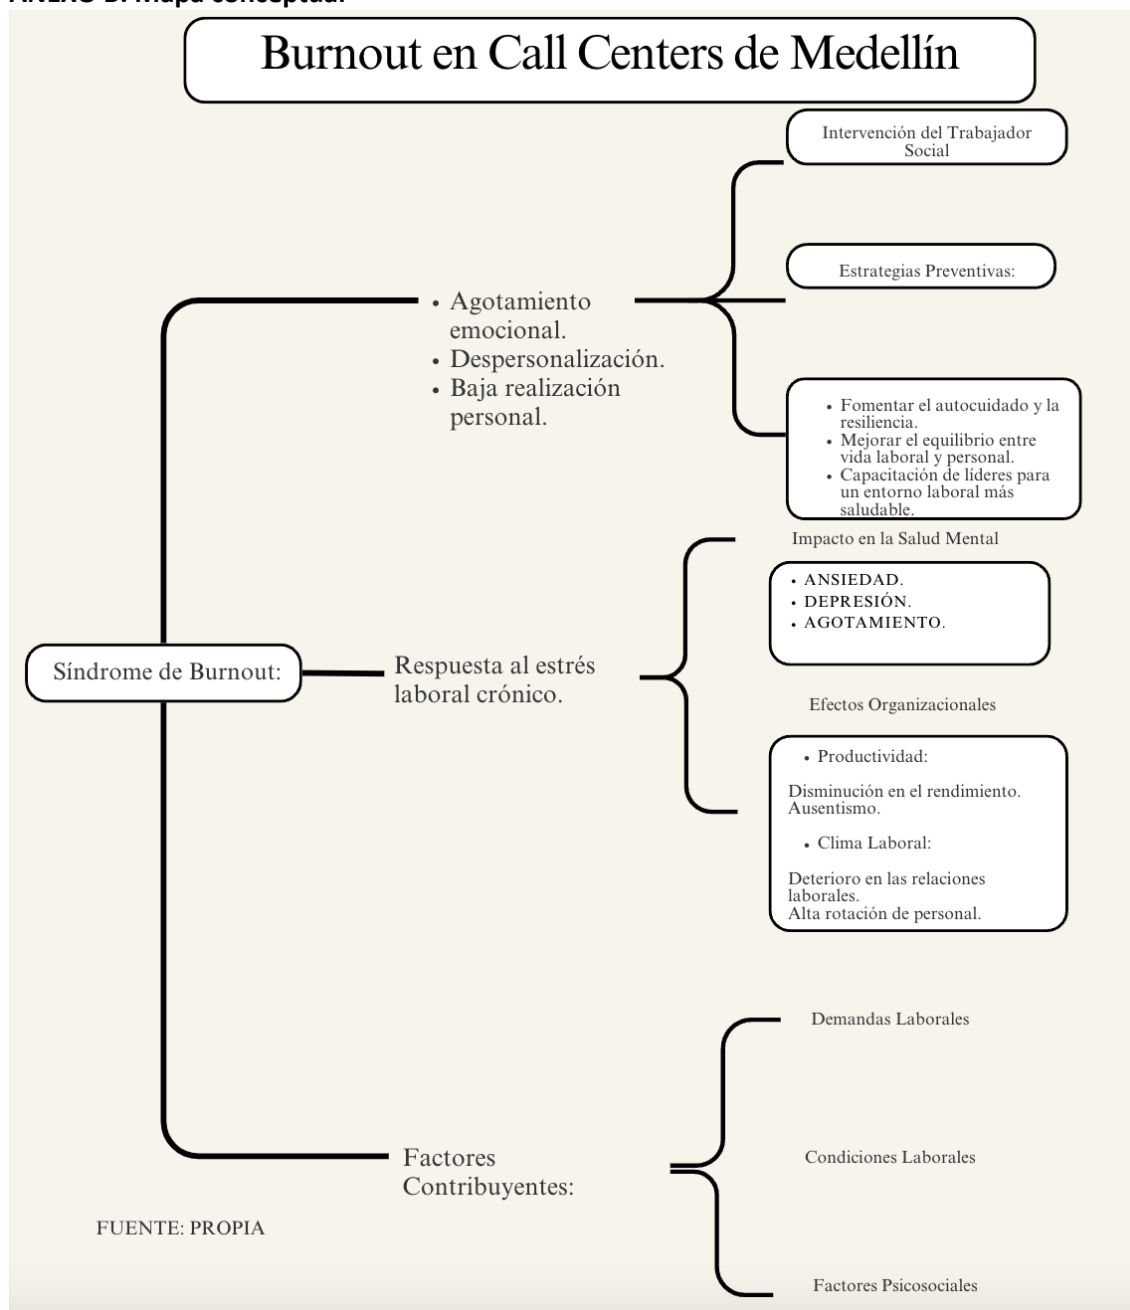 ANEXO B. Mapa conceptual
Burnout en Call Centers de Medellín
Intervención del Trabajador
Social
Estrategias Preventivas:
• Agotamiento
emocional.
• Despersonalización.
• Baja realización
personal.
• Fomentar el autocuidado y la
resiliencia.
• Mejorar el equilibrio entre
vida laboral y personal.
• Capacitación de líderes para
un entorno laboral más
saludable.
Síndrome de Burnout:
Respuesta al estrés
laboral crónico.
Impacto en la Salud Mental
• ANSIEDAD.
• DEPRESIÓN.
• AGOTAMIENTO.
Efectos Organizacionales
• Productividad:
Disminución en el rendimiento.
Ausentismo.
• Clima Laboral:
Deterioro en las relaciones
laborales.
Alta rotación de personal.
Factores
Contribuyentes:
Demandas Laborales
Condiciones Laborales
Factores Psicosociales
FUENTE: PROPIA